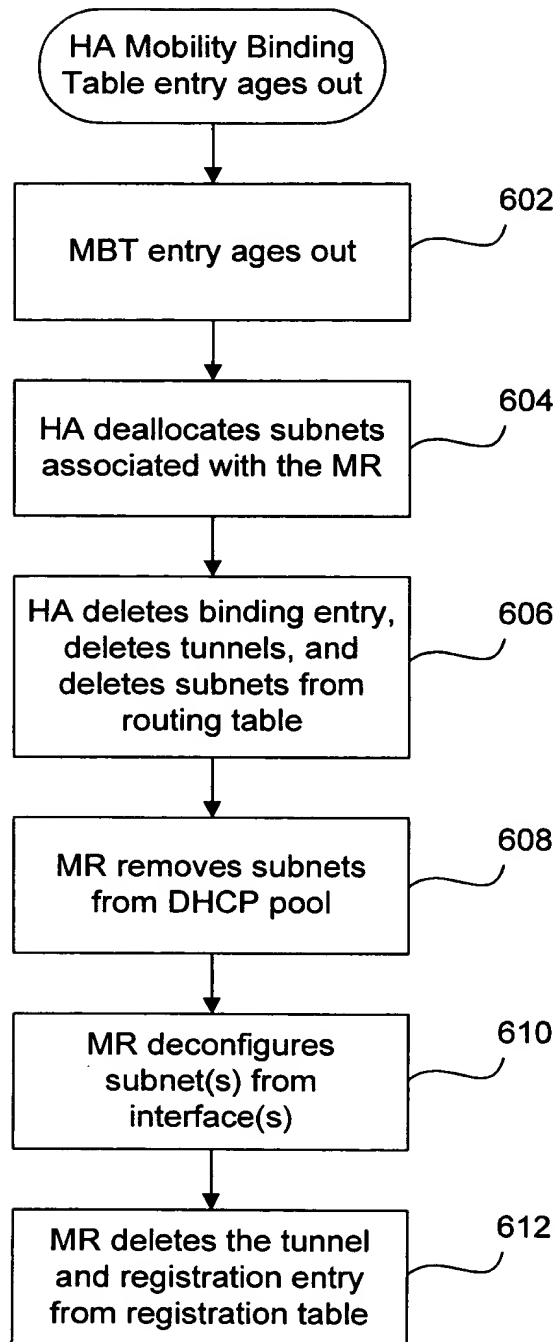 HA Mobility Binding
Table entry ages out
602
MBT entry ages out
604
HA deallocates subnets
associated with the MR
606
HA deletes binding entry,
deletes tunnels, and
deletes subnets from
routing table
608
MR removes subnets
from DHCP pool
610
MR deconfigures
subnet(s) from
interface(s)
612
MR deletes the tunnel
and registration entry
from registration table